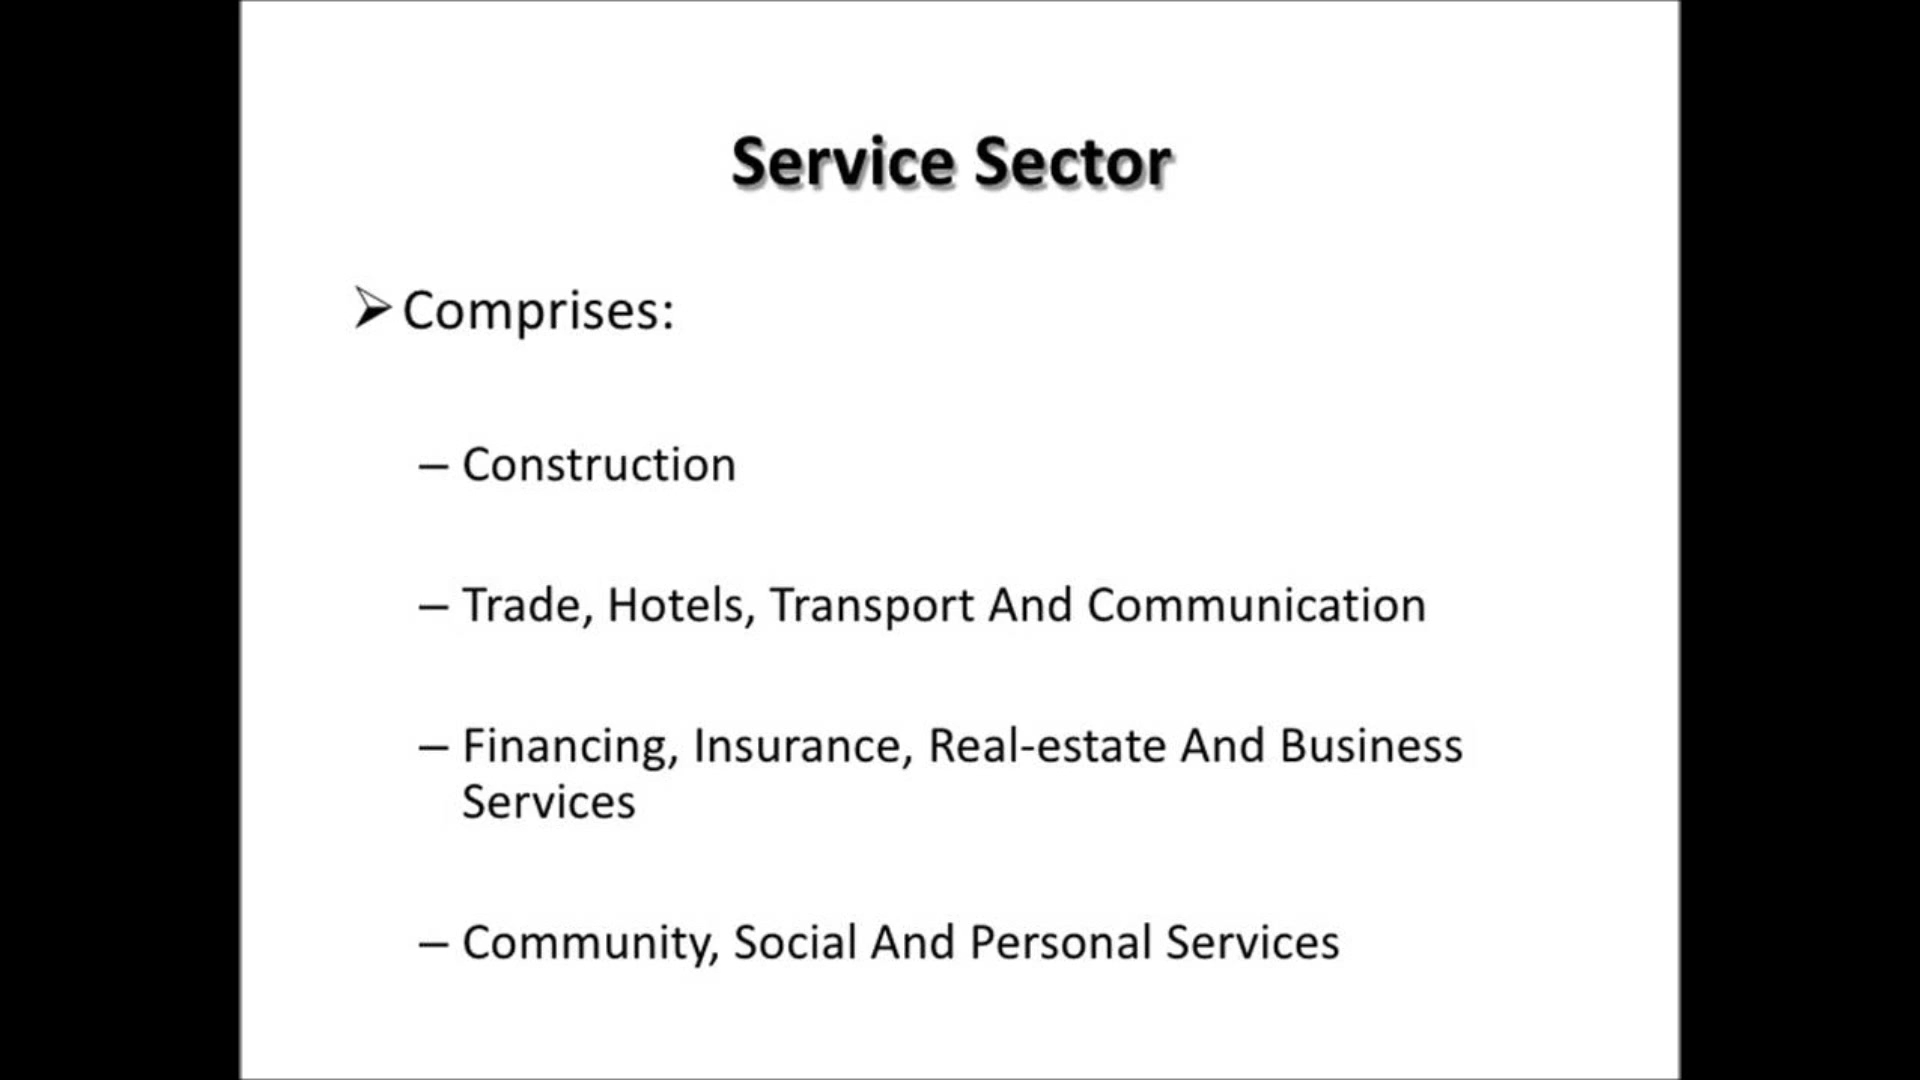 Service Sector
➢ Comprises:
– Construction
– Trade, Hotels, Transport And Communication
– Financing, Insurance, Real-estate And Business
Services
– Community, Social And Personal Services